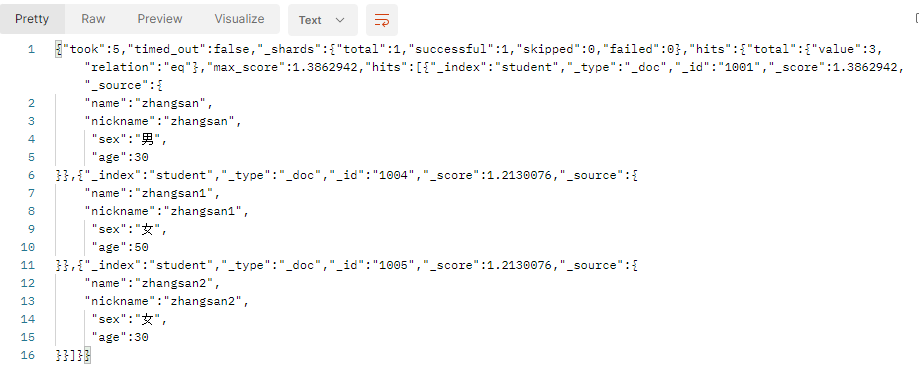 Pretty Raw Preview Visualize Text
1 {"took":5,"timed_out":false,"_shards":{"total":1,"successful":1,"skipped":0,"failed":0},"hits":{"total":{"value":3,
"relation":"eq"},"max_score":1.3862942,"hits":[{"_index":"student","_type":"_doc","_id":"1001","_score":1.3862942,
"_source":{
2 "name":"zhangsan",
3 "nickname":"zhangsan",
4 "sex":"男",
5 "age":30
6 }},{"_index":"student","_type":"_doc","_id":"1004","_score":1.2130076,"_source":{
7 "name":"zhangsan1",
8 "nickname":"zhangsan1",
9 "sex":"女",
10 "age":50
11 }},{"_index":"student","_type":"_doc","_id":"1005","_score":1.2130076,"_source":{
12 "name":"zhangsan2",
13 "nickname":"zhangsan2",
14 "sex":"女",
15 "age":30
16 }}]}}